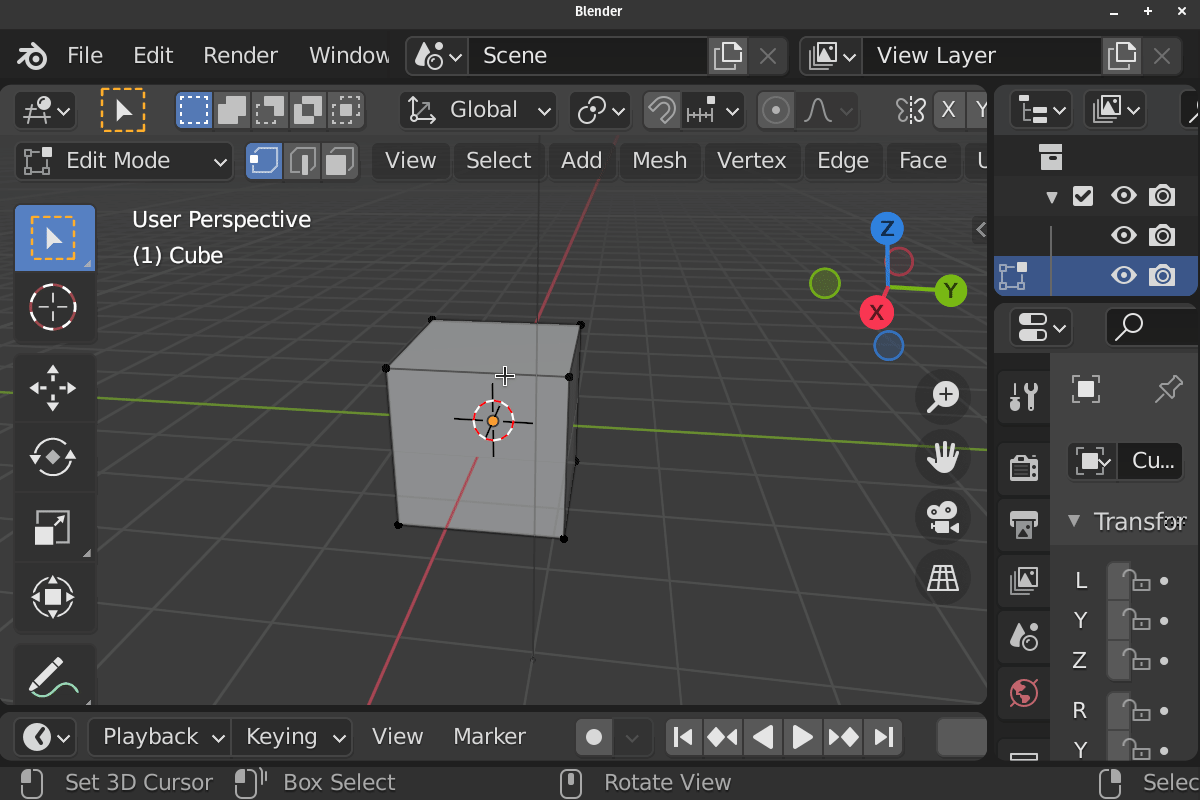 Blender
File Edit Render Window Scene View Layer
Global X Y
Edit Mode View Select Add Mesh Vertex Edge Face U
User Perspective
(1) Cube
Z
Y
X
Cu...
Transfor
L
Y
Z
R
Y
Playback Keying View Marker
Set 3D Cursor Box Select Rotate View Selec